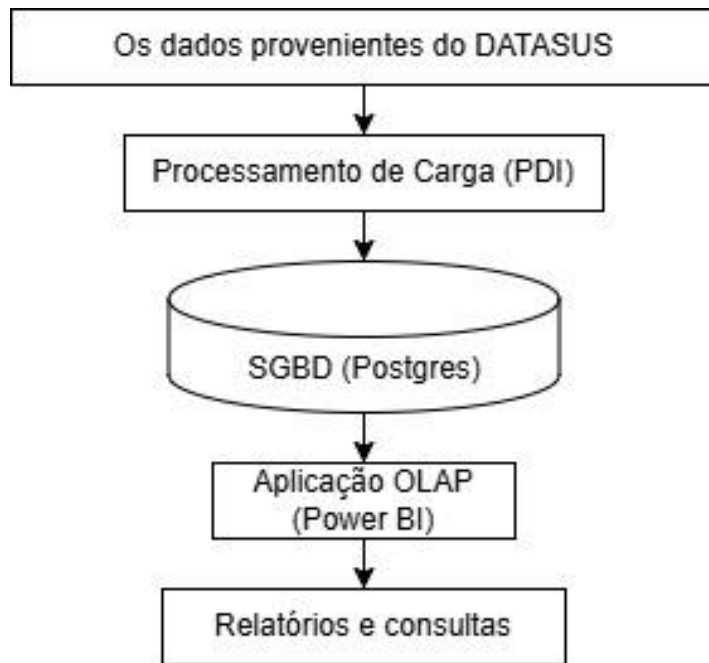 Os dados provenientes do DATASUS
Processamento de Carga (PDI)
SGBD (Postgres)
Aplicação OLAP
(Power BI)
Relatórios e consultas